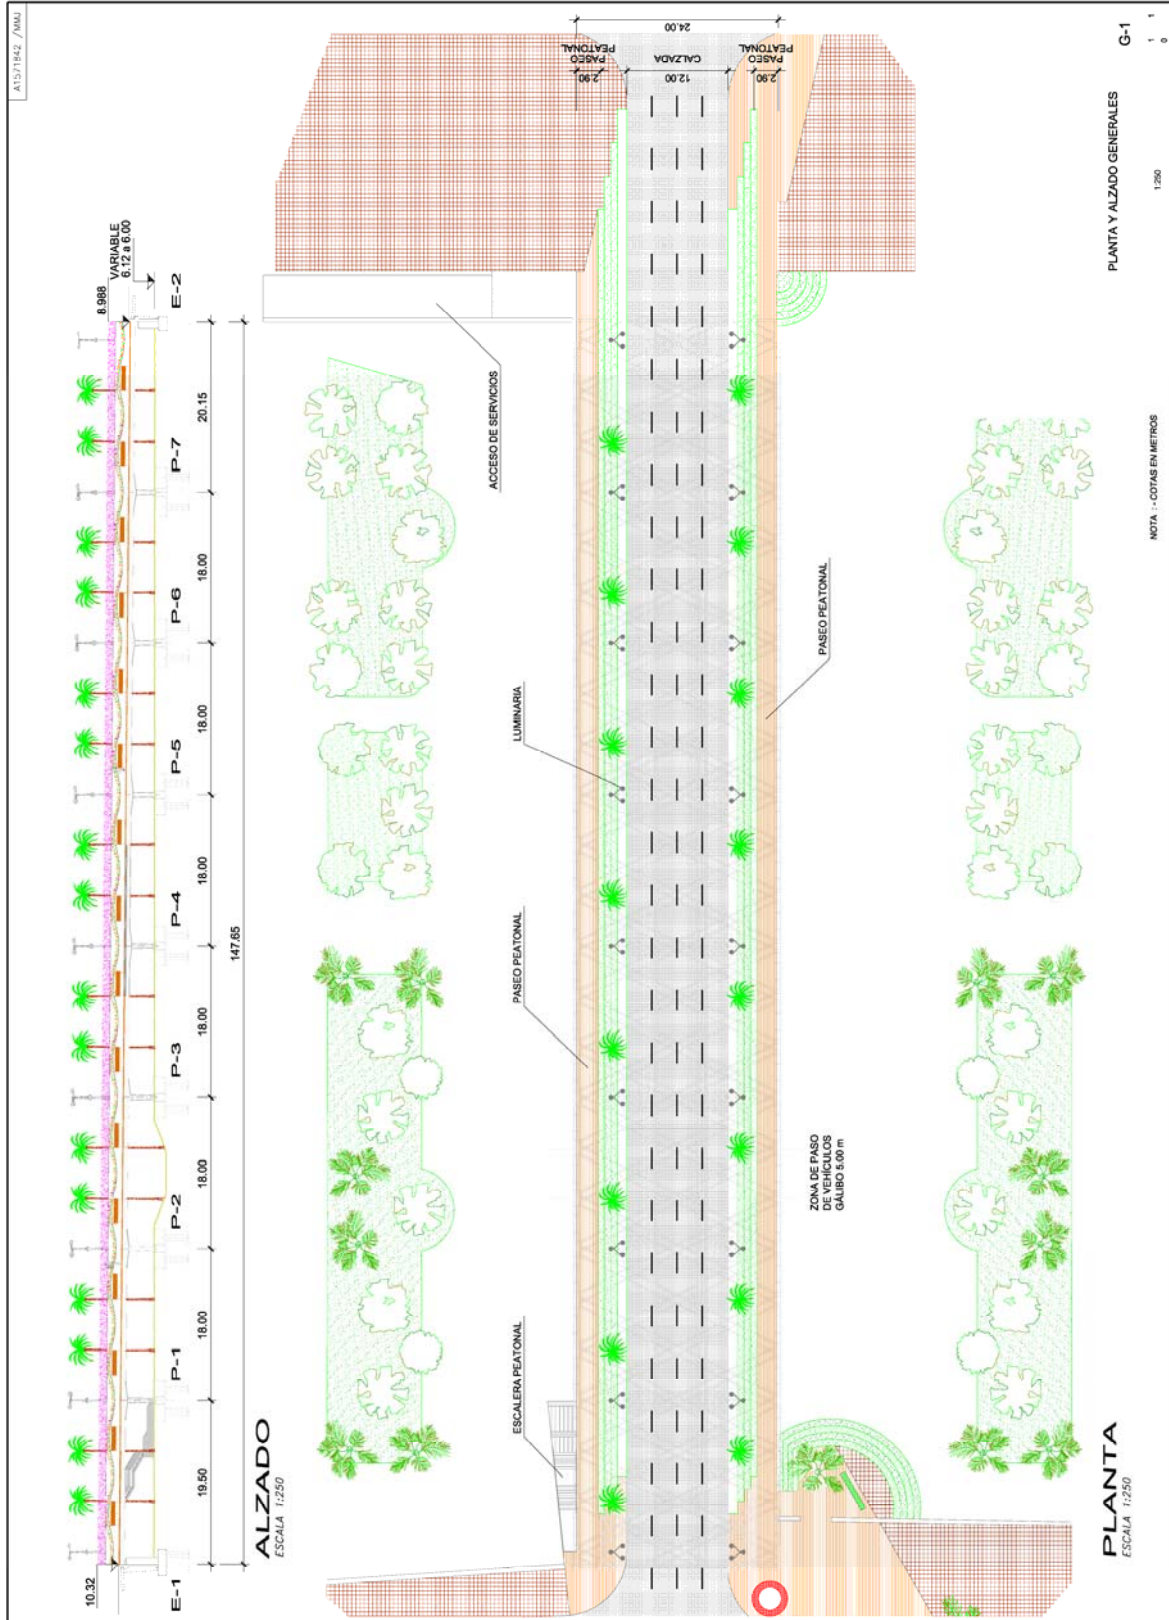 A1571842 /MMJ
10.32
8.988
VARIABLE
6.12 a 6.00
E-1
P-1
P-2
P-3
P-4
P-5
P-6
P-7
E-2
19.50
18.00
18.00
18.00
18.00
18.00
18.00
20.15
147.65
ALZADO
ESCALA 1:250
ESCALERA PEATONAL
PASEO PEATONAL
LUMINARIA
ACCESO DE SERVICIOS
PASEO PEATONAL
ZONA DE PASO
DE VEHÍCULOS
GÁLIBO 5.00 m
24.00
2.90
PASEO
PEATONAL
12.00
CALZADA
2.90
PASEO
PEATONAL
PLANTA
ESCALA 1:250
NOTA :-COTAS EN METROS
PLANTA Y ALZADO GENERALES
1:250
G-1
1
1
0